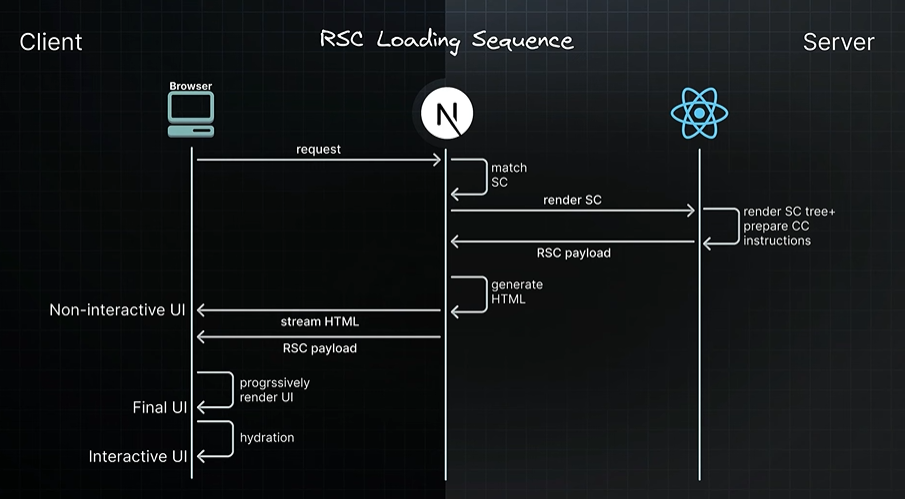 Client
RSC Loading Sequence
Server
Browser
N
request
match
SC
render SC
render SC tree+
prepare CC
instructions
RSC payload
generate
HTML
Non-interactive UI
stream HTML
RSC payload
progrssively
render UI
Final UI
hydration
Interactive UI